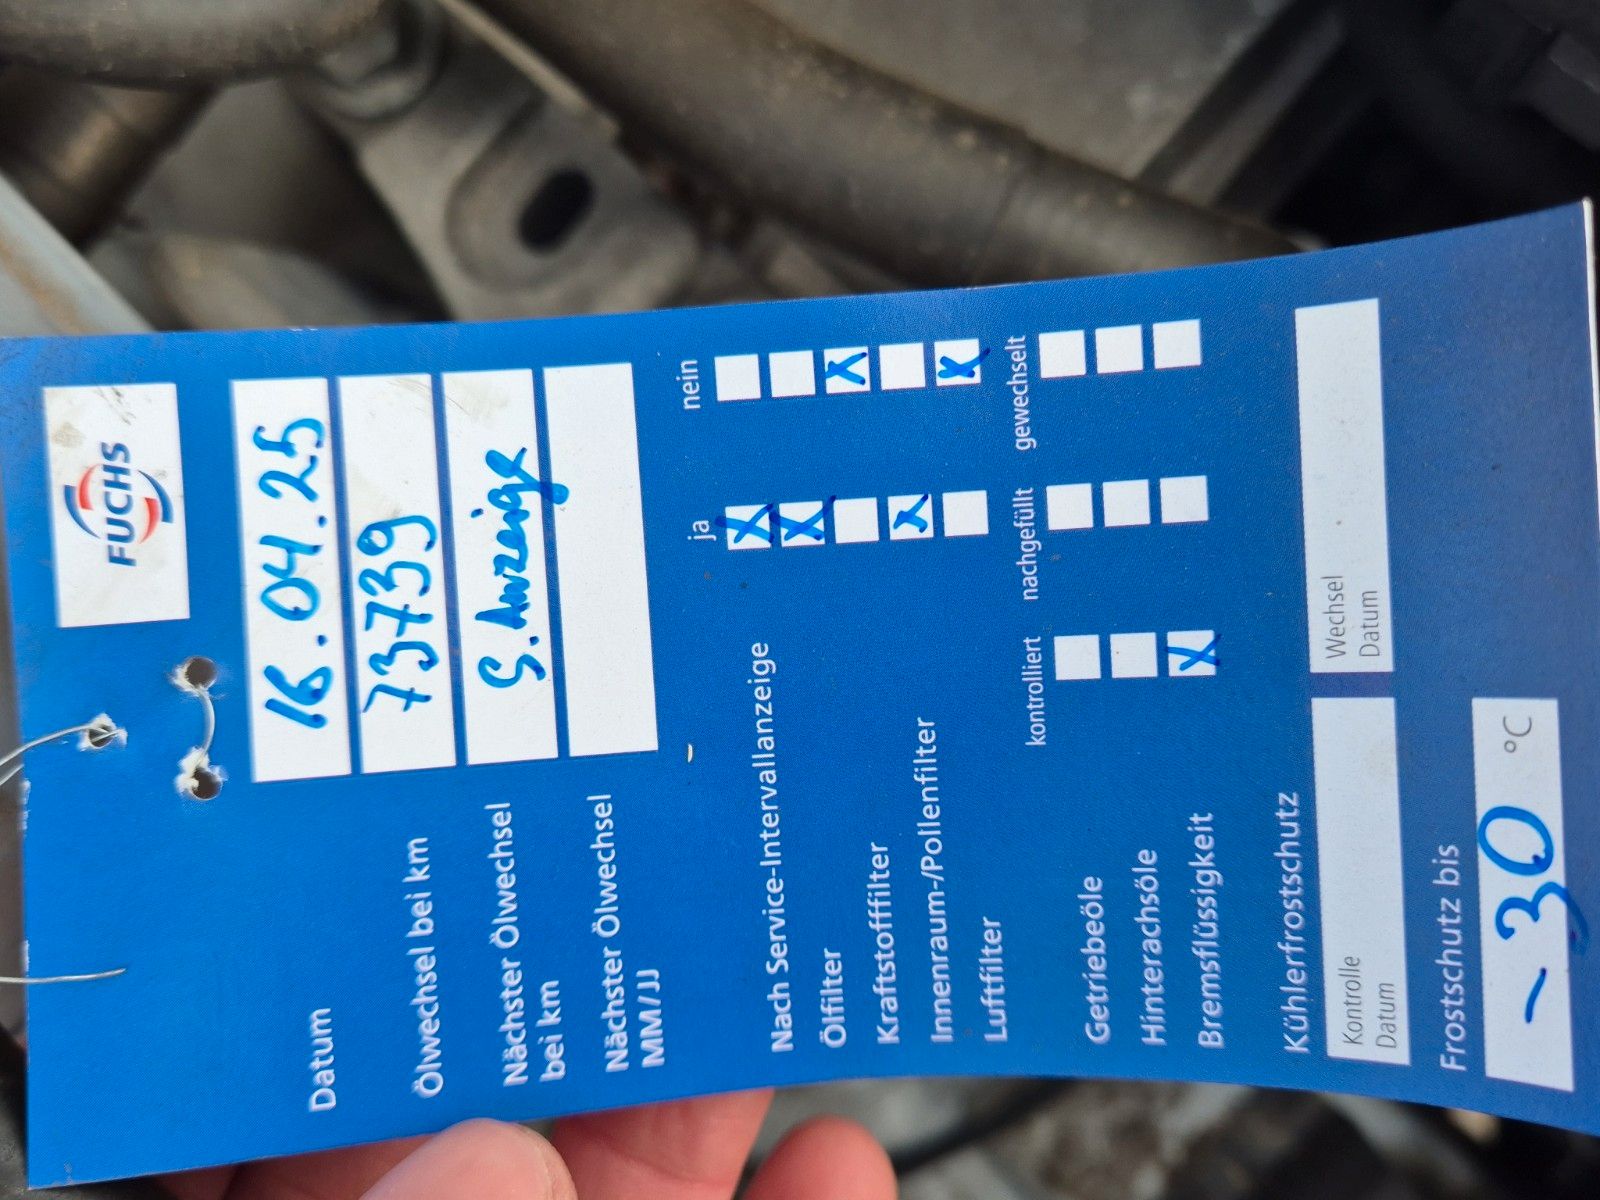 FUCHS
Datum 16.04.25
Ölwechsel bei km 73739
Nächster Ölwechsel
bei km S. Anzeige
Nächster Ölwechsel
MM/JJ
ja nein
Nach Service-Intervallanzeige X
Ölfilter X
Kraftstofffilter X
Innenraum-/Pollenfilter X
Luftfilter X
kontrolliert nachgefüllt gewechselt
Getriebeöle
Hinterachsöle
Bremsflüssigkeit X
Kühlerfrostschutz
Kontrolle
Datum
Wechsel
Datum
Frostschutz bis
-30 °C